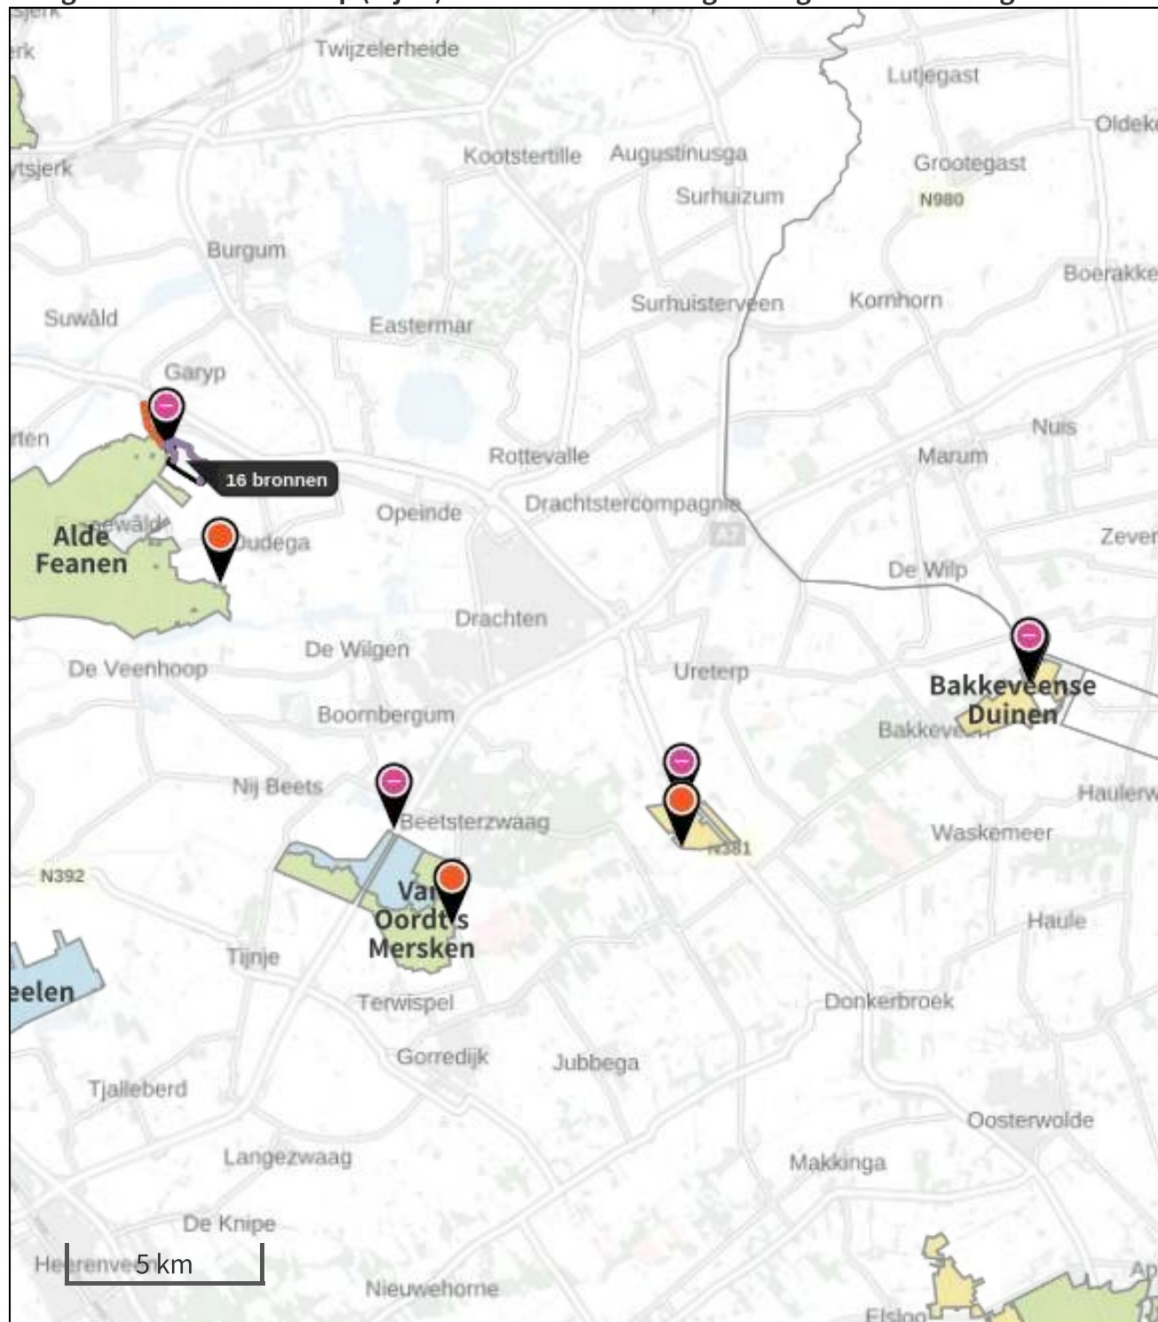 Twijzelerheide
Lutjegast
Kootstertille
Augustinusga
Grootegast
Surhuizum
N980
Burgum
Suwâld
Surhuisterveen
Kornhorn
Boerakke
Eastermar
Garyp
Nuis
Rottevalle
Marum
16 bronnen
Opeinde
Drachtstercompagnie
A7
Alde
Feanen
Oudega
De Wilp
Drachten
De Veenhoop
De Wilgen
Ureterp
Bakkeveense
Duinen
Boornbergum
Nij Beets
Beetsterzwaag
Waskemeer
N381
N392
Van
Oordt's
Mersken
Haule
Tijnje
eelen
Terwispel
Donkerbroek
Gorredijk
Jubbega
Tjalleberd
Oosterwolde
Langezwaag
Makkinga
De Knipe
5 km
Nieuwehorne
Elsloo